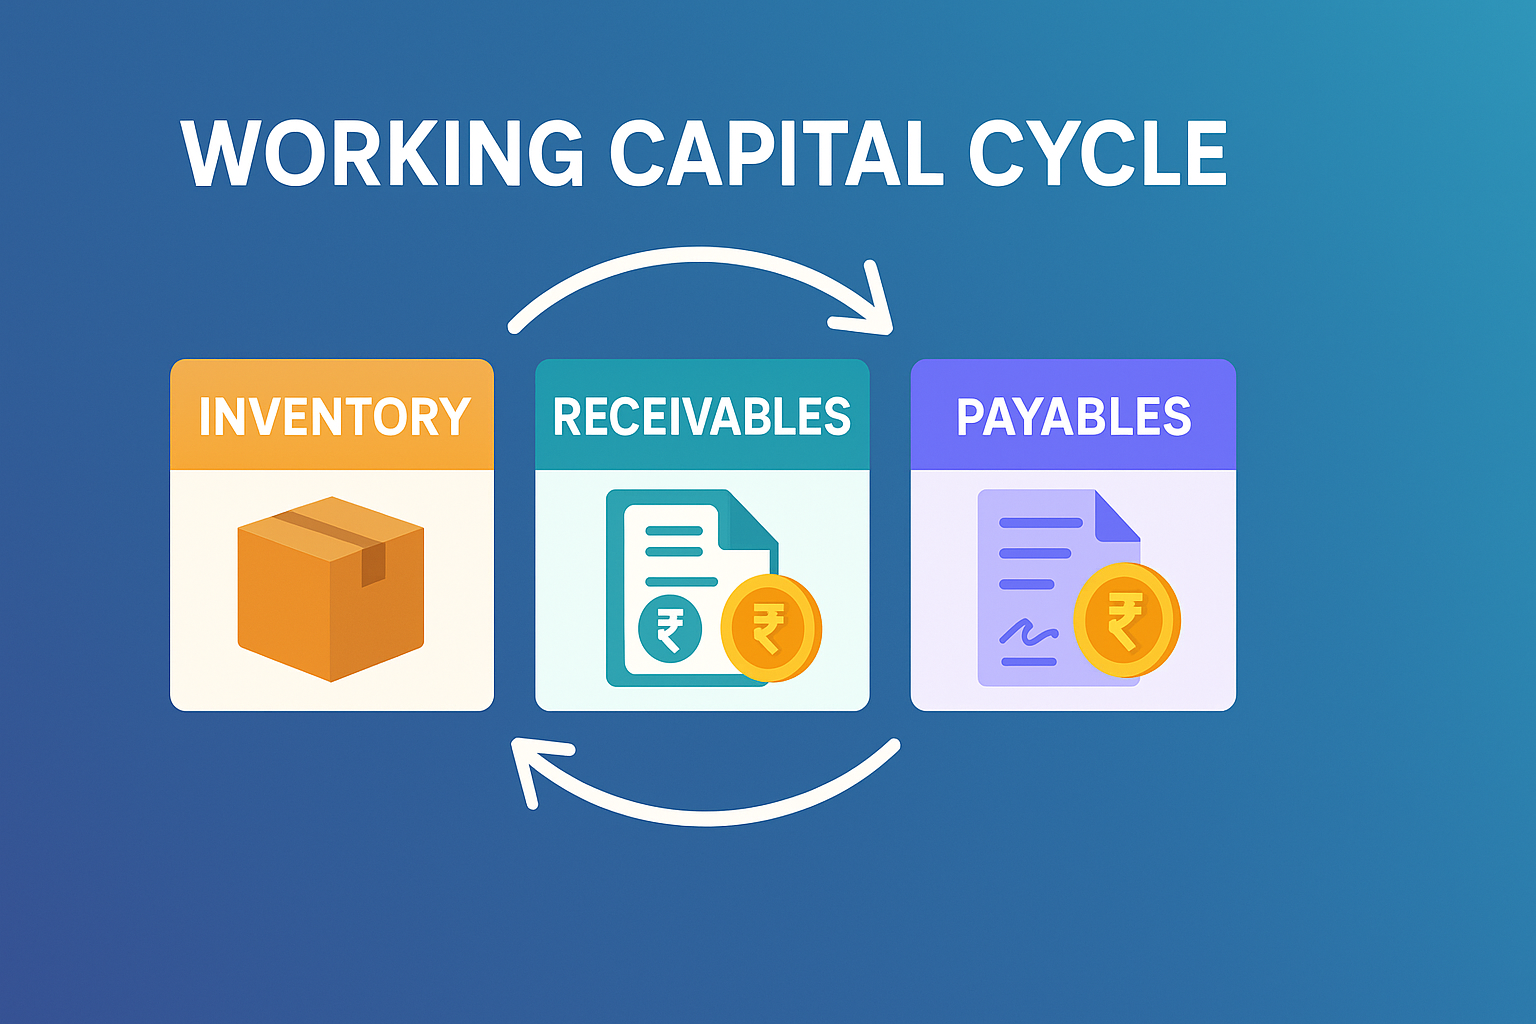 WORKING CAPITAL CYCLE
INVENTORY
RECEIVABLES
PAYABLES
₹
₹
₹